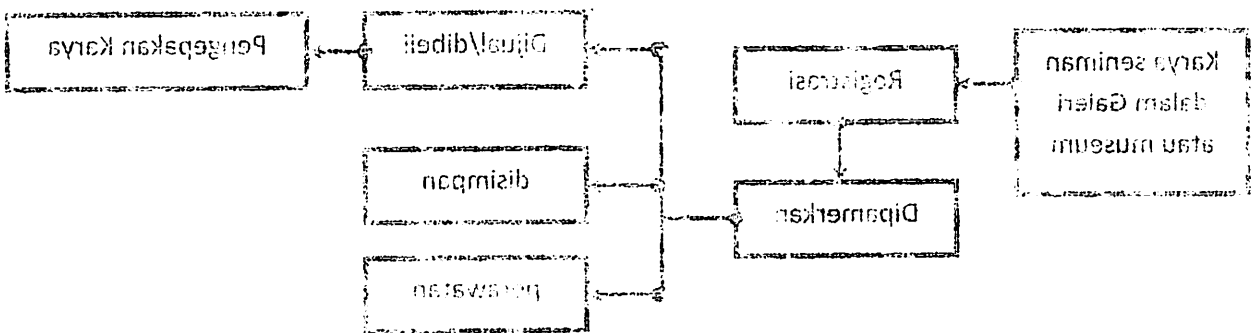 Karya seniman
dalam Galeri
atau museum
Registrasi
Dipamerkan
Dijual/dibeli
disimpan
perawatan
Pengepakan Karya